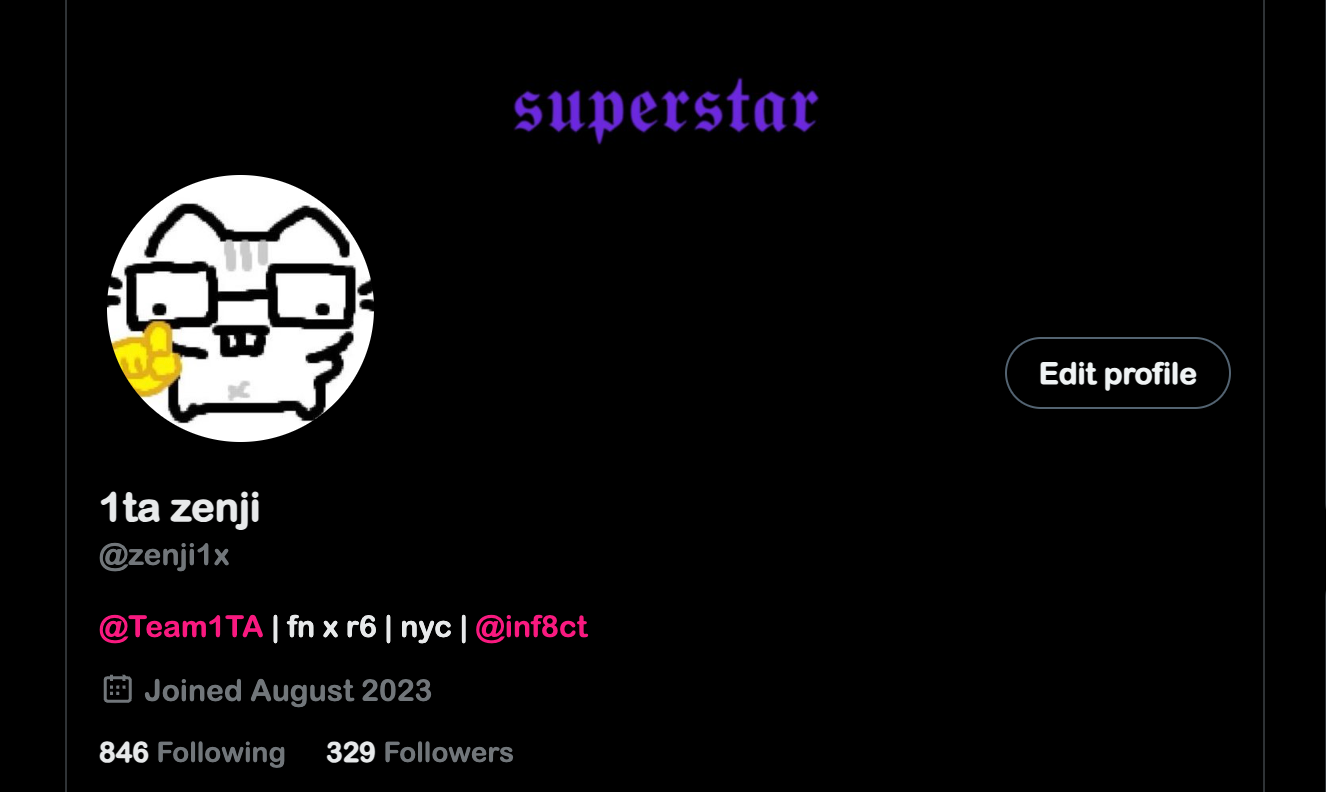 superstar
Edit profile
1ta zenji
@zenji1x
@Team1TA | fn x r6 | nyc | @inf8ct
Joined August 2023
846 Following 329 Followers